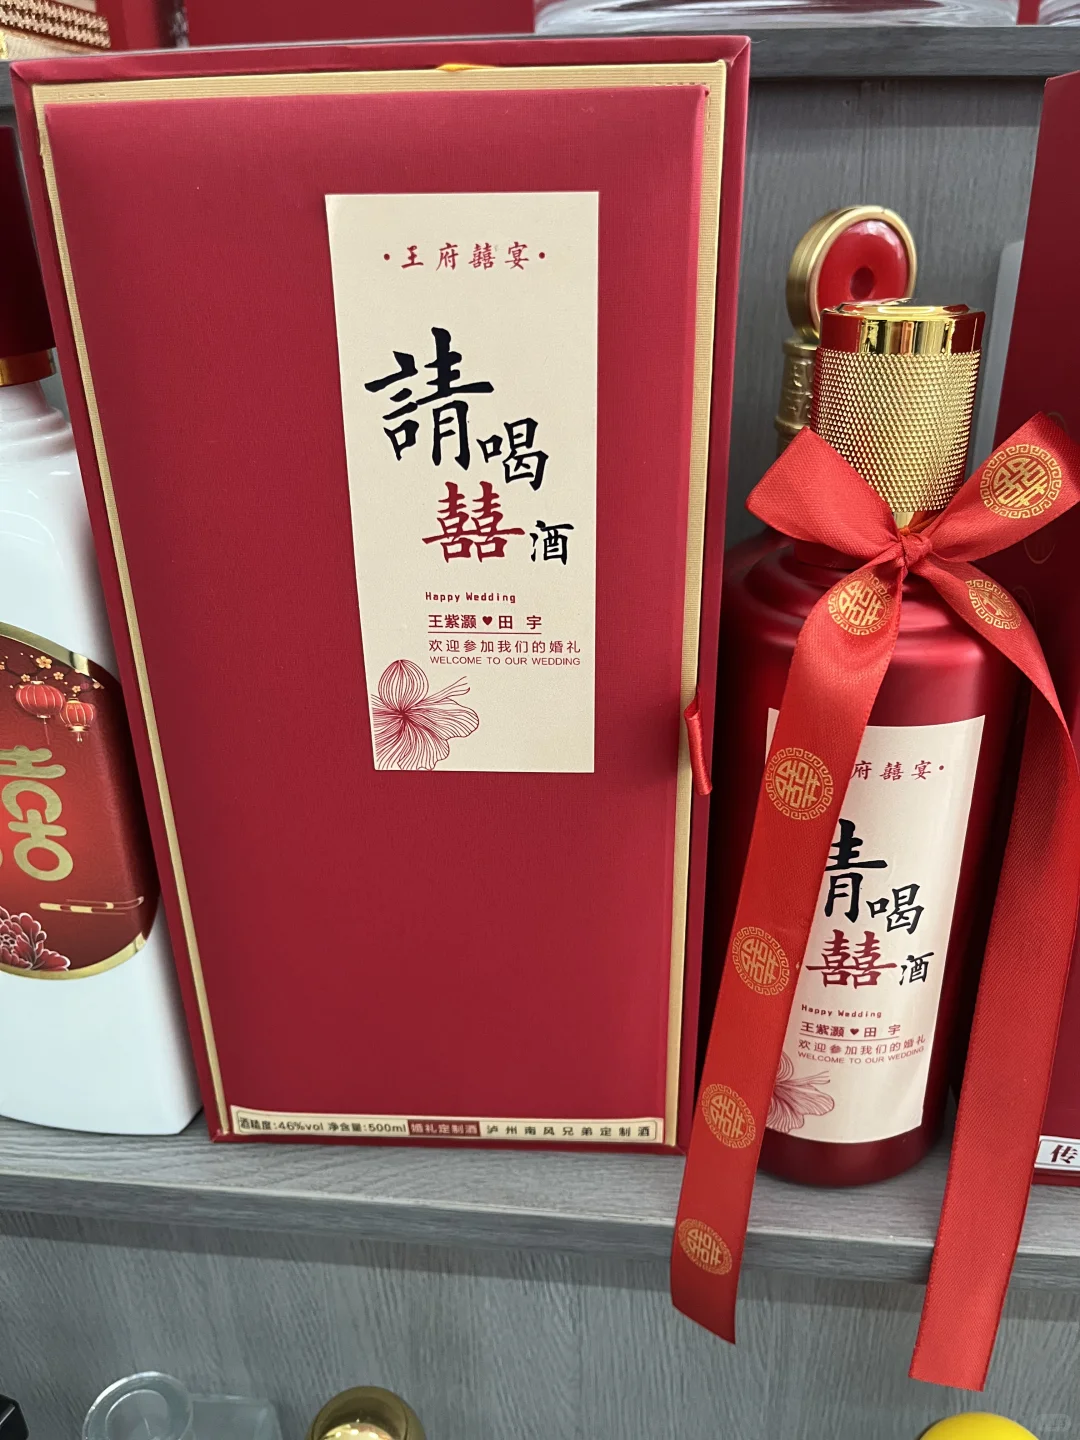 ·王府囍宴·
請喝
囍酒
Happy Wedding
王紫灏♥田 宇
欢迎参加我们的婚礼
WELCOME TO OUR WEDDING
酒精度:46%vol 净含量:500ml 婚礼定制酒 泸州南风兄弟定制酒
府囍宴·
請喝
囍酒
Happy Wedding
王紫灏♥田 宇
欢迎参加我们的婚礼
WELCOME TO OUR WEDDING
囍
传